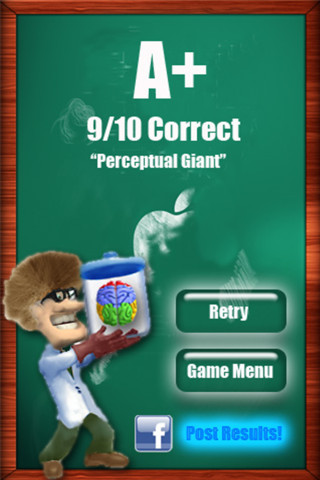 A+
9/10 Correct
“Perceptual Giant”
Retry
Game Menu
f
Post Results!